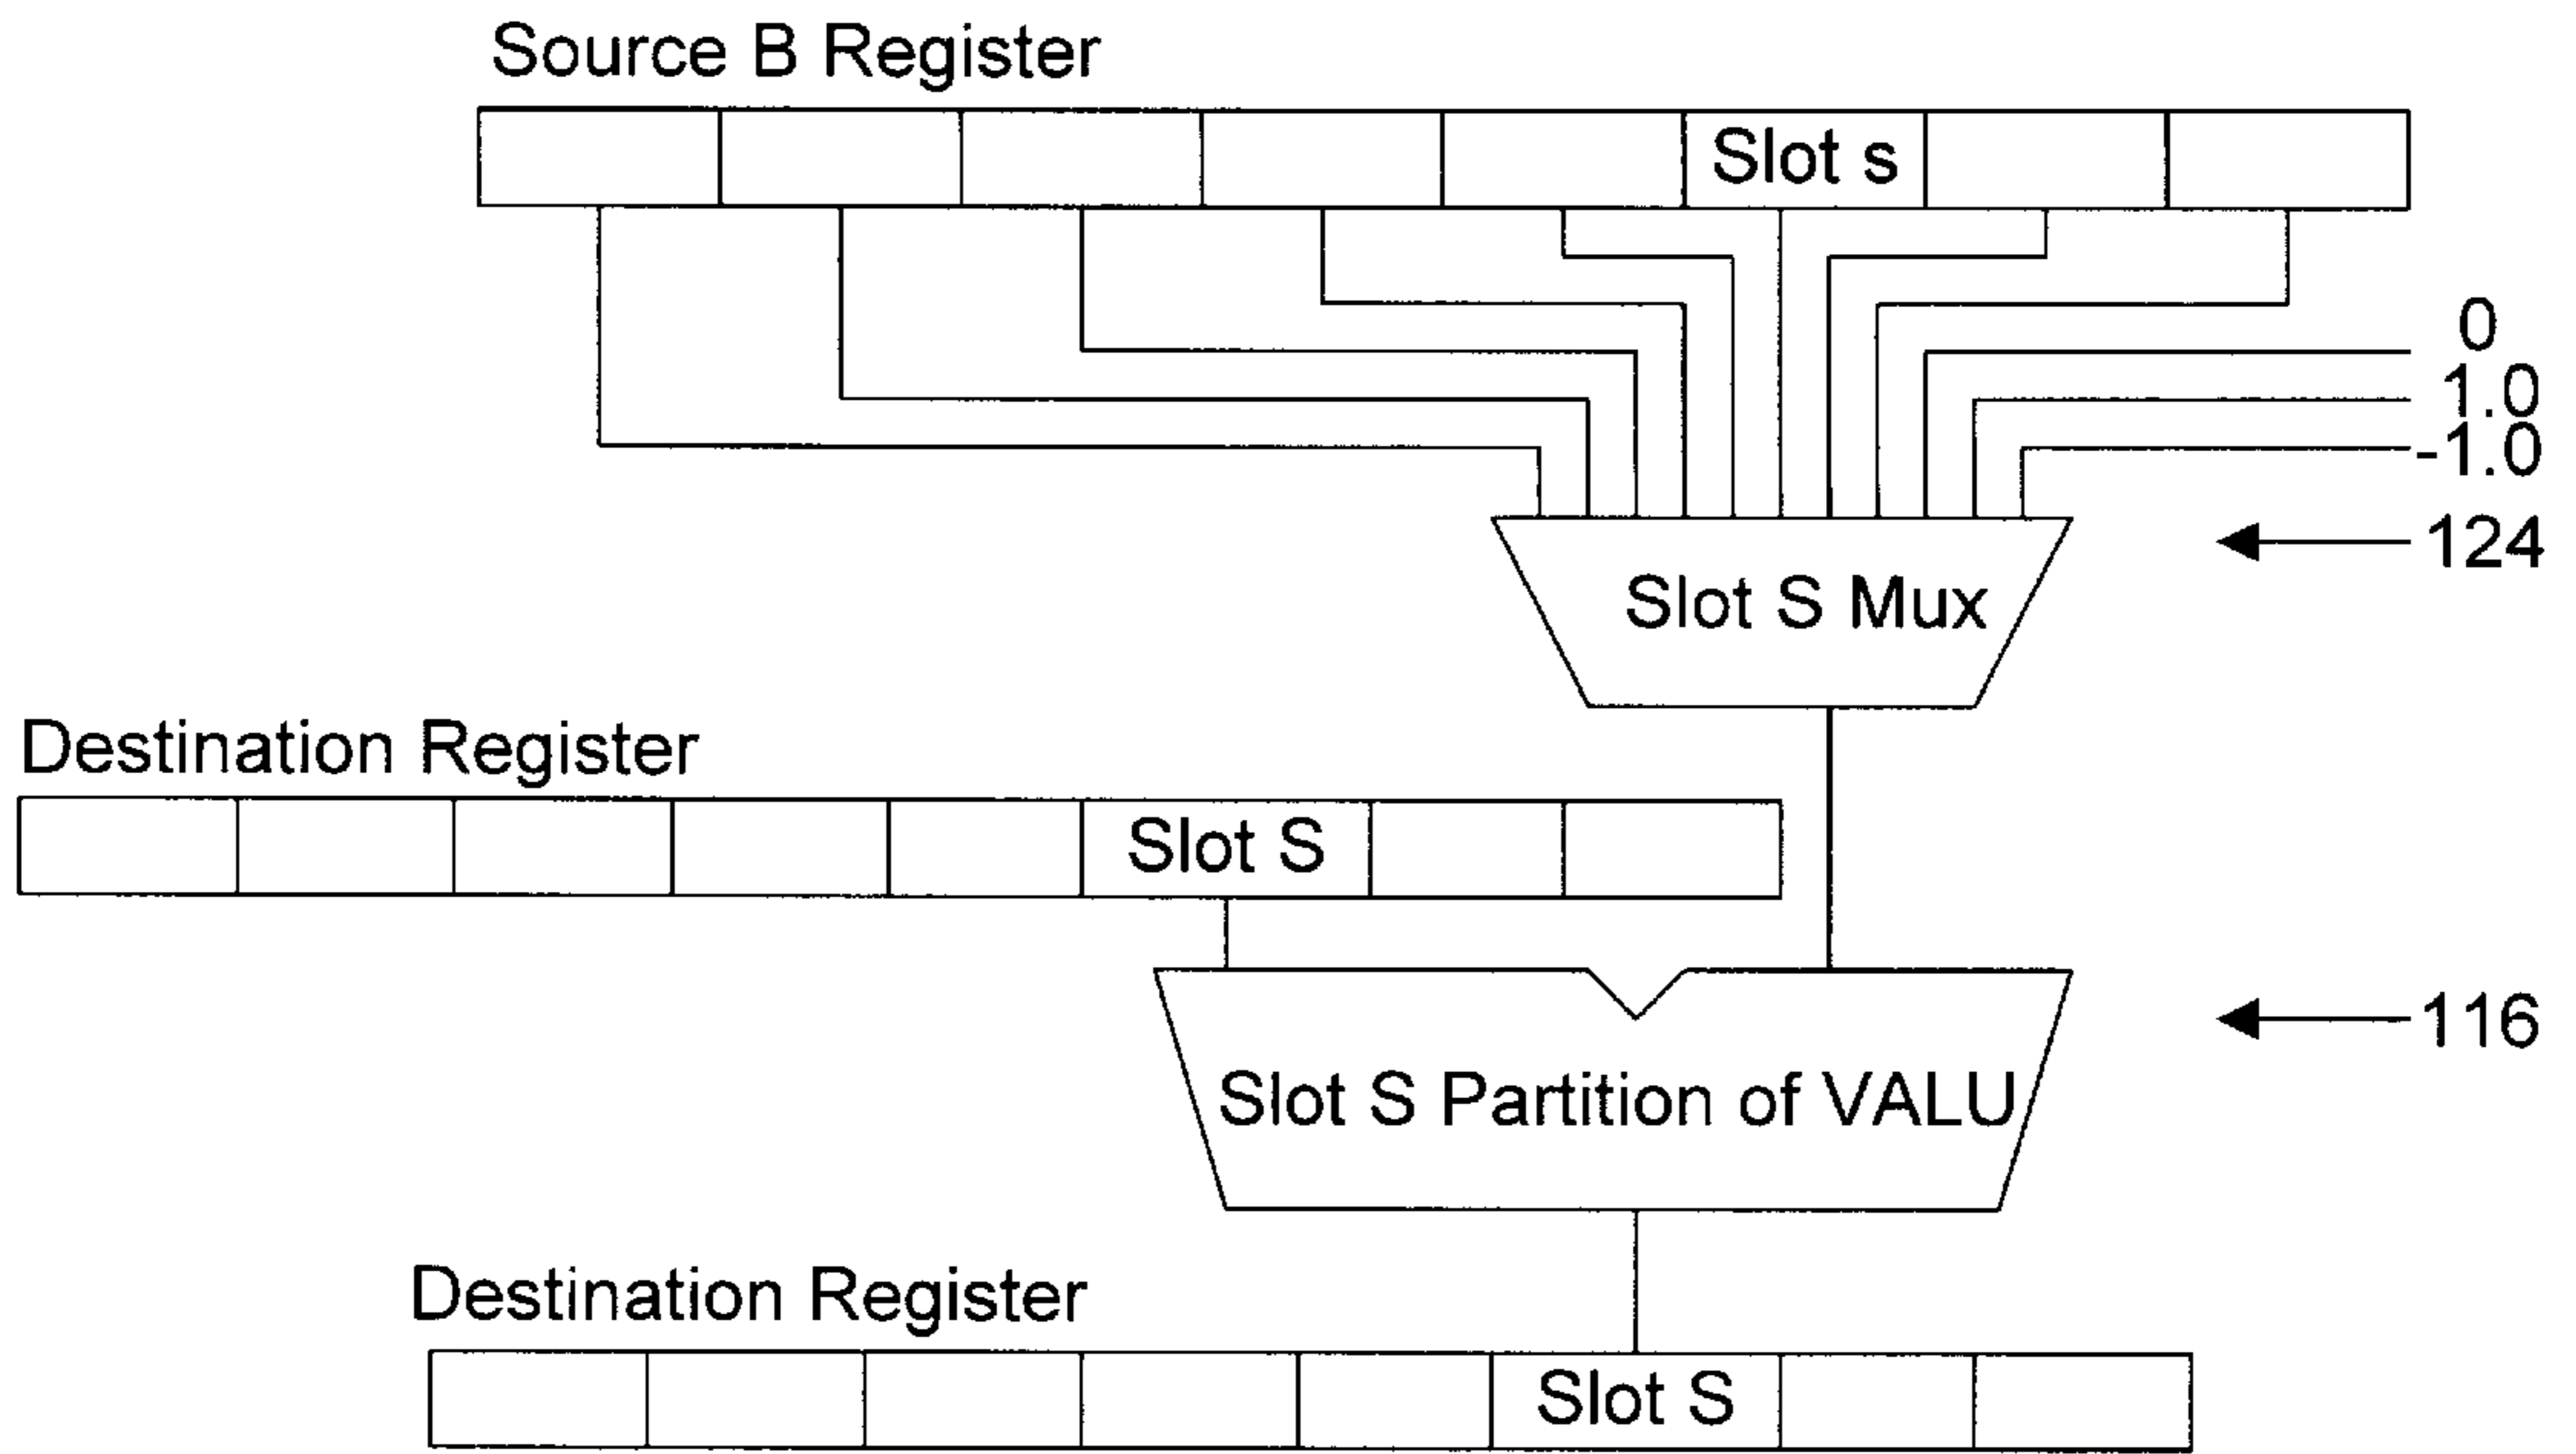 Source B Register
Slot s
0
1.0
-1.0
124
Slot S Mux
Destination Register
Slot S
116
Slot S Partition of VALU
Destination Register
Slot S